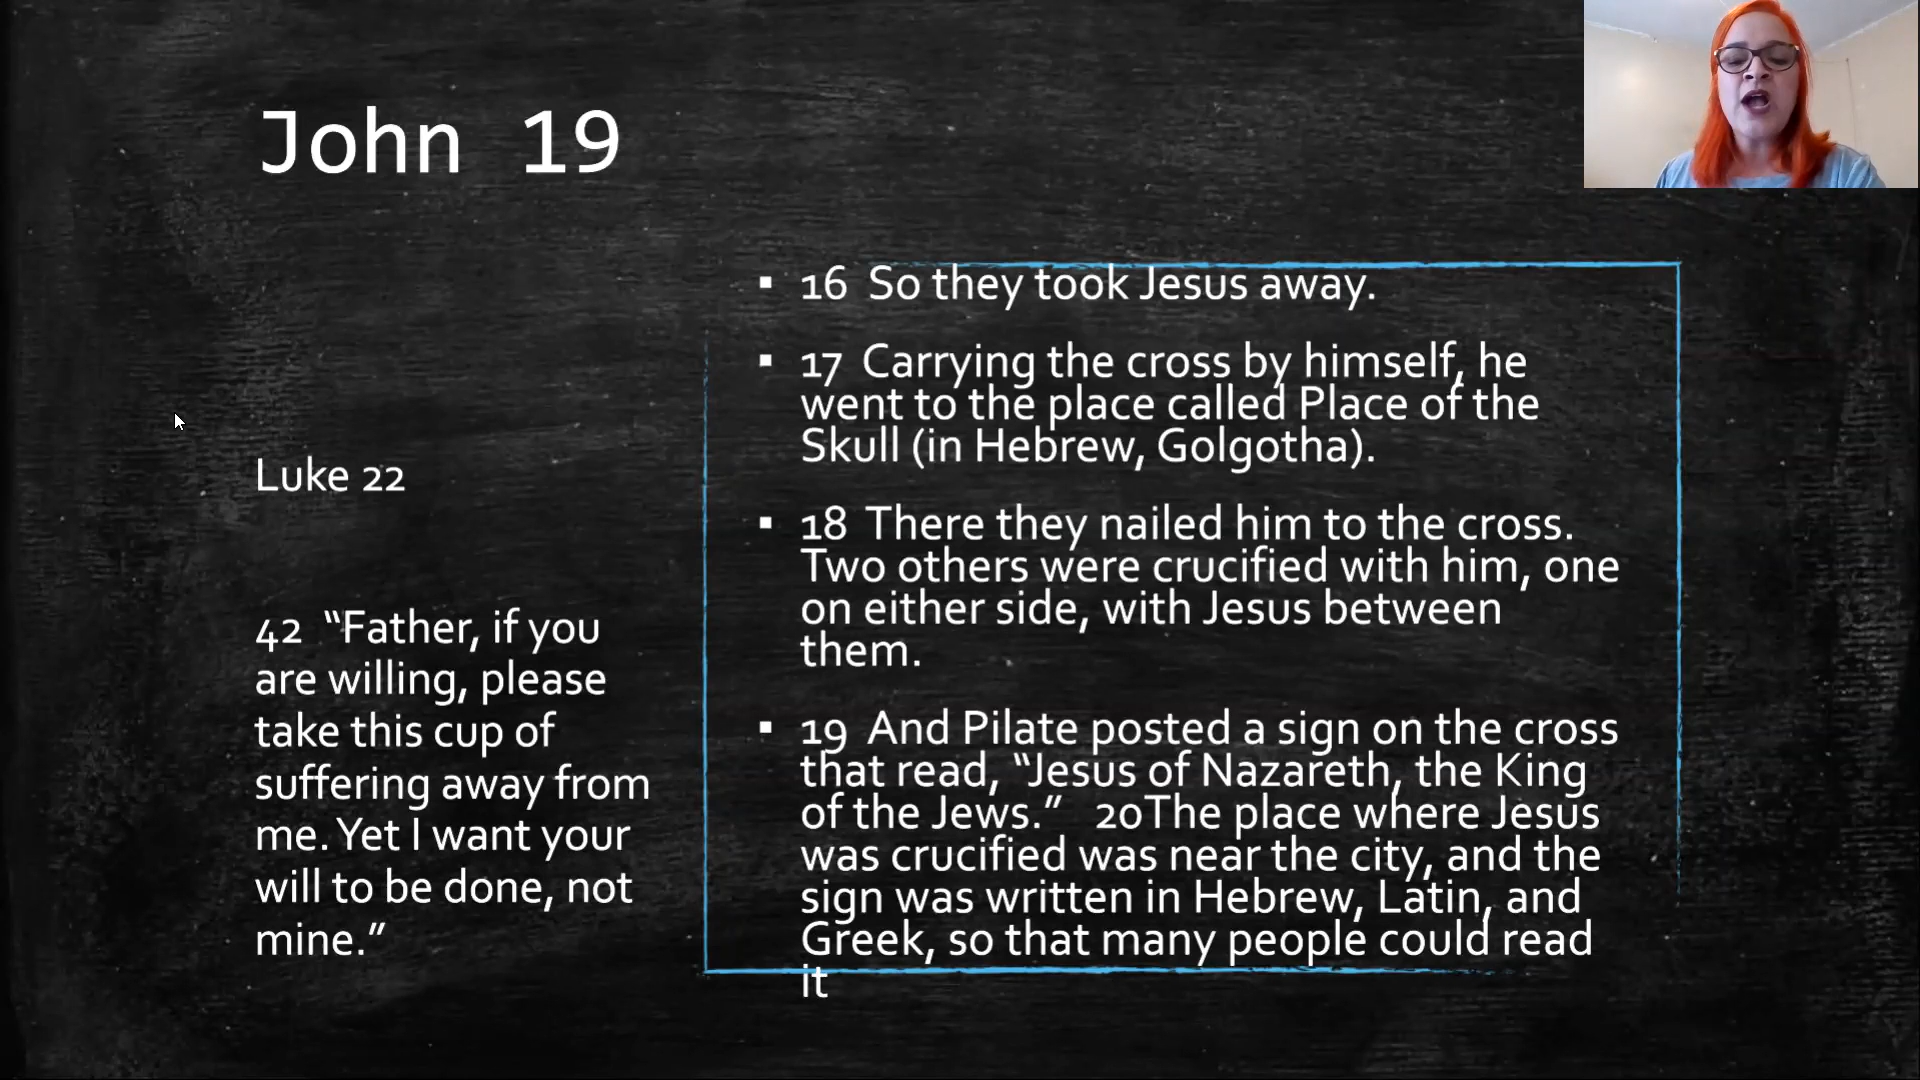 John 19
Luke 22
42 “Father, if you
are willing, please
take this cup of
suffering away from
me. Yet I want your
will to be done, not
mine.”
▪ 16 So they took Jesus away.
▪ 17 Carrying the cross by himself, he
went to the place called Place of the
Skull (in Hebrew, Golgotha).
▪ 18 There they nailed him to the cross.
Two others were crucified with him, one
on either side, with Jesus between
them.
▪ 19 And Pilate posted a sign on the cross
that read, “Jesus of Nazareth, the King
of the Jews.” 20The place where Jesus
was crucified was near the city, and the
sign was written in Hebrew, Latin, and
Greek, so that many people could read
it